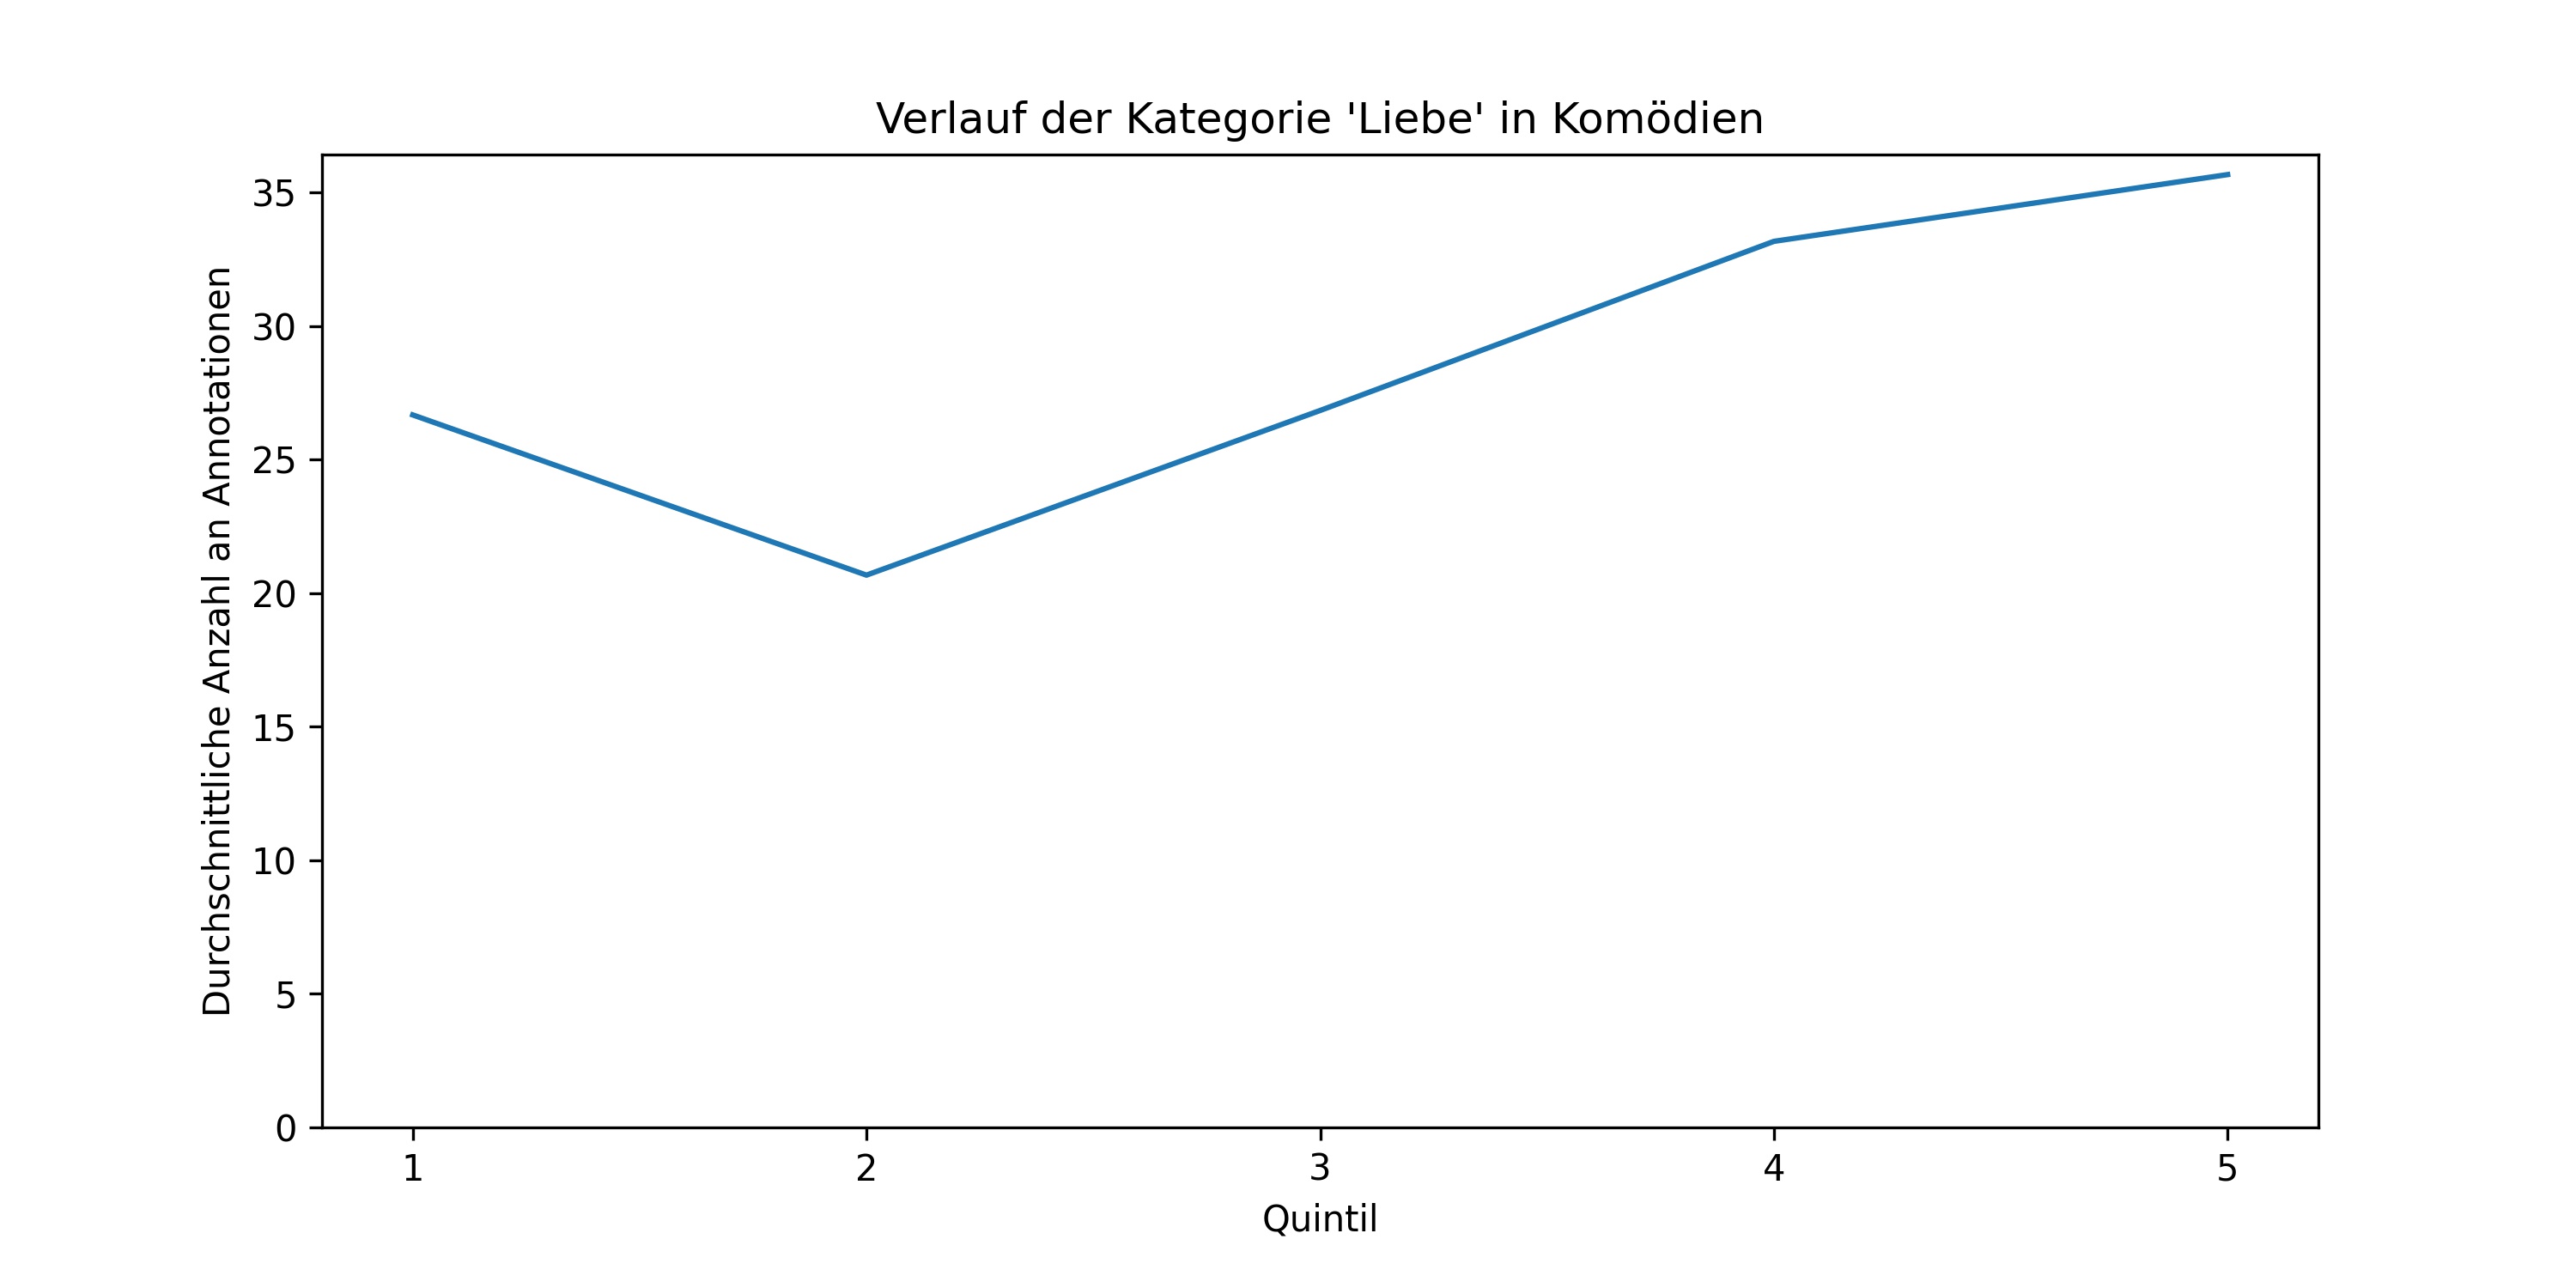 Verlauf der Kategorie 'Liebe' in Komödien
Durchschnittliche Anzahl an Annotationen
35
30
25
20
15
10
5
0
1 2 3 4 5
Quintil